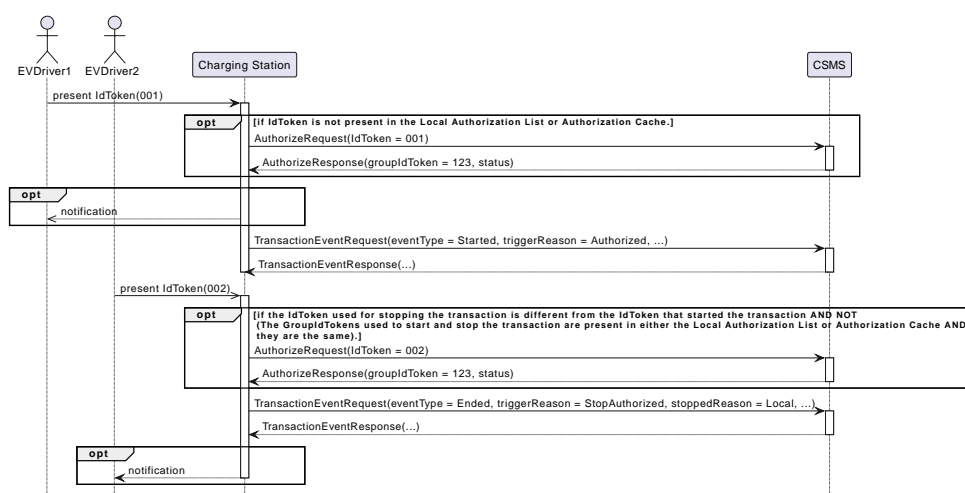 EVDriver1
EVDriver2
Charging Station
CSMS
present IdToken(001)
opt
[if IdToken is not present in the Local Authorization List or Authorization Cache.]
AuthorizeRequest(IdToken = 001)
AuthorizeResponse(groupIdToken = 123, status)
opt
notification
TransactionEventRequest(eventType = Started, triggerReason = Authorized, ...)
TransactionEventResponse(...)
present IdToken(002)
opt
[if the IdToken used for stopping the transaction is different from the IdToken that started the transaction AND NOT
(The GroupIdTokens used to start and stop the transaction are present in either the Local Authorization List or Authorization Cache AND
they are the same).]
AuthorizeRequest(IdToken = 002)
AuthorizeResponse(groupIdToken = 123, status)
TransactionEventRequest(eventType = Ended, triggerReason = StopAuthorized, stoppedReason = Local, ...)
TransactionEventResponse(...)
opt
notification